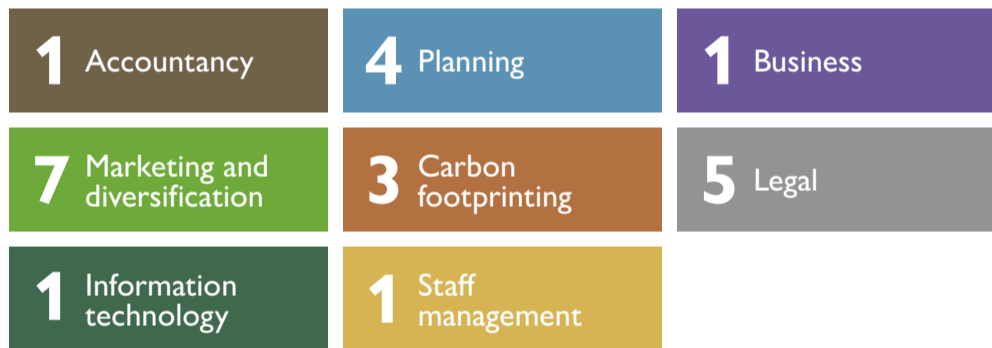 1 Accountancy
4 Planning
1 Business
7 Marketing and
diversification
3 Carbon
footprinting
5 Legal
1 Information
technology
1 Staff
management